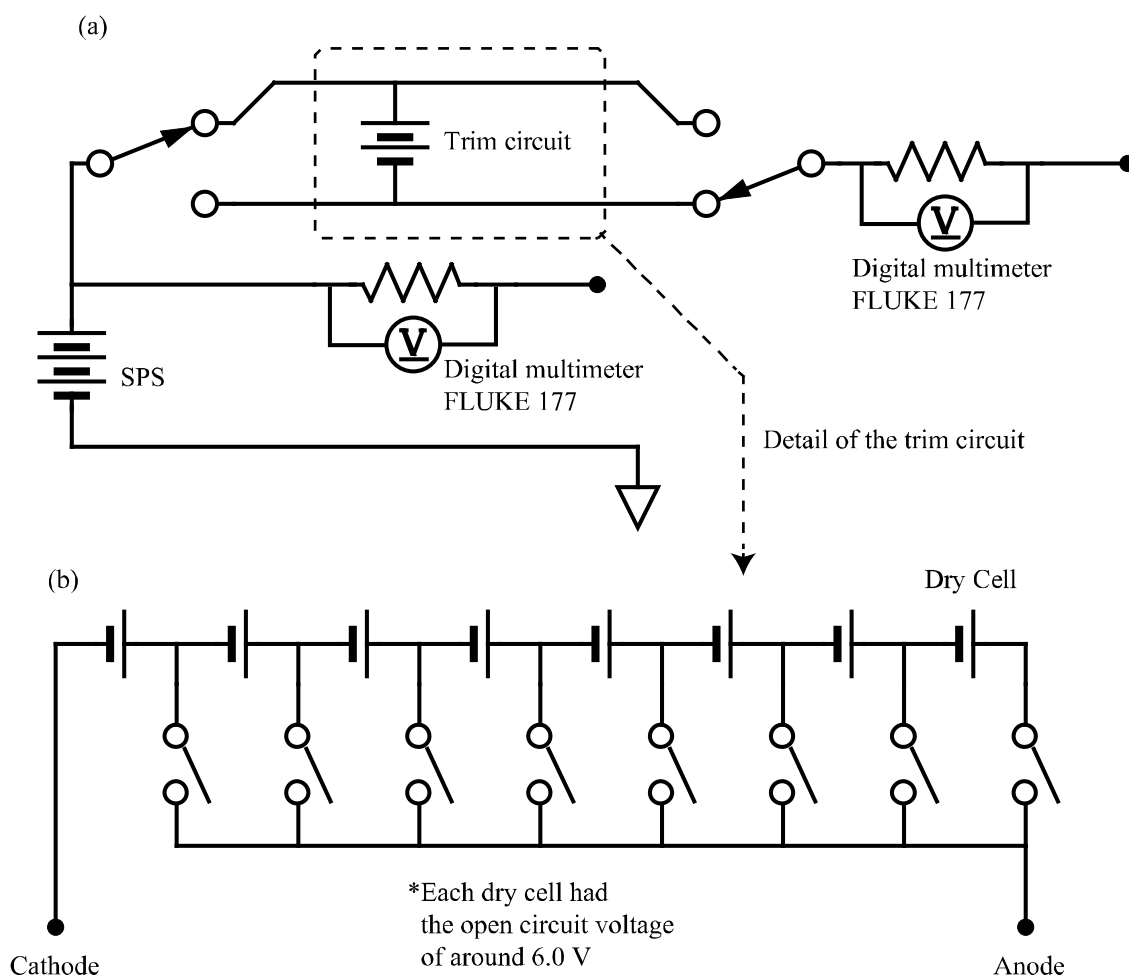 (a)
Trim circuit
V
Digital multimeter
FLUKE 177
V
Digital multimeter
FLUKE 177
SPS
Detail of the trim circuit
(b)
Dry Cell
*Each dry cell had
the open circuit voltage
of around 6.0 V
Cathode
Anode